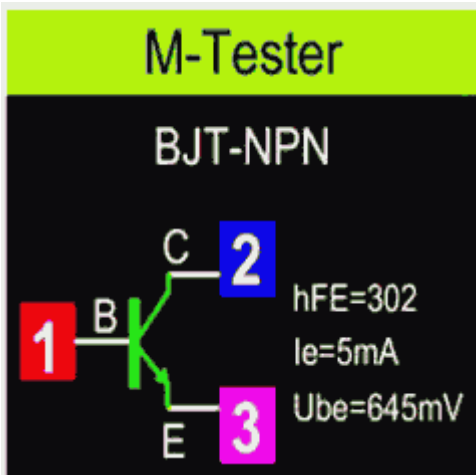 M-Tester
BJT-NPN
C 2
1 B
hFE=302
Ie=5mA
Ube=645mV
E 3